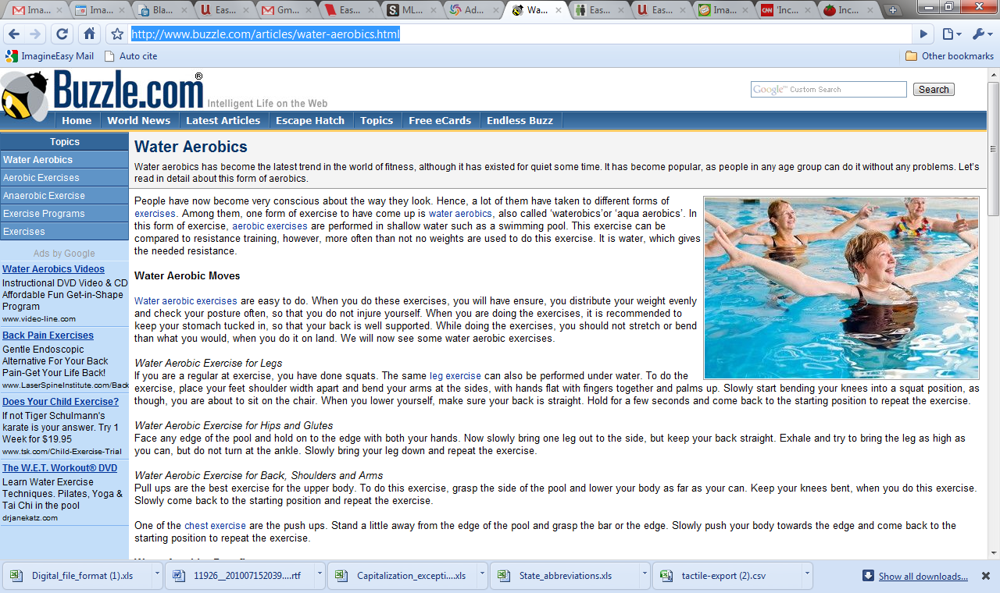 Ima...
Ima...
Bla...
Eas...
Gm...
Eas...
ML...
Ad...
Wa...
Eas...
Eas...
Ima...
'Inc...
Inc...
http://www.buzzle.com/articles/water-aerobics.html
ImagineEasy Mail
Auto cite
Other bookmarks
Buzzle.com®
Intelligent Life on the Web
Google™ Custom Search
Search
Home
World News
Latest Articles
Escape Hatch
Topics
Free eCards
Endless Buzz
Topics
Water Aerobics
Aerobic Exercises
Anaerobic Exercise
Exercise Programs
Exercises
Ads by Google
Water Aerobics Videos
Instructional DVD Video & CD
Affordable Fun Get-in-Shape
Program
www.video-line.com
Back Pain Exercises
Gentle Endoscopic
Alternative For Your Back
Pain-Get Your Life Back!
www.LaserSpineInstitute.com/Back
Does Your Child Exercise?
If not Tiger Schulmann's
karate is your answer. Try 1
Week for $19.95
www.tsk.com/Child-Exercise-Trial
The W.E.T. Workout® DVD
Learn Water Exercise
Techniques. Pilates, Yoga &
Tai Chi in the pool
drjanekatz.com
Water Aerobics
Water aerobics has become the latest trend in the world of fitness, although it has existed for quiet some time. It has become popular, as people in any age group can do it without any problems. Let's
read in detail about this form of aerobics.
People have now become very conscious about the way they look. Hence, a lot of them have taken to different forms of
exercises. Among them, one form of exercise to have come up is water aerobics, also called 'waterobics'or 'aqua aerobics'. In
this form of exercise, aerobic exercises are performed in shallow water such as a swimming pool. This exercise can be
compared to resistance training, however, more often than not no weights are used to do this exercise. It is water, which gives
the needed resistance.
Water Aerobic Moves
Water aerobic exercises are easy to do. When you do these exercises, you will have ensure, you distribute your weight evenly
and check your posture often, so that you do not injure yourself. When you are doing the exercises, it is recommended to
keep your stomach tucked in, so that your back is well supported. While doing the exercises, you should not stretch or bend
than what you would, when you do it on land. We will now see some water aerobic exercises.
Water Aerobic Exercise for Legs
If you are a regular at exercise, you have done squats. The same leg exercise can also be performed under water. To do the
exercise, place your feet shoulder width apart and bend your arms at the sides, with hands flat with fingers together and palms up. Slowly start bending your knees into a squat position, as
though, you are about to sit on the chair. When you lower yourself, make sure your back is straight. Hold for a few seconds and come back to the starting position to repeat the exercise.
Water Aerobic Exercise for Hips and Glutes
Face any edge of the pool and hold on to the edge with both your hands. Now slowly bring one leg out to the side, but keep your back straight. Exhale and try to bring the leg as high as
you can, but do not turn at the ankle. Slowly bring your leg down and repeat the exercise.
Water Aerobic Exercise for Back, Shoulders and Arms
Pull ups are the best exercise for the upper body. To do this exercise, grasp the side of the pool and lower your body as far as your can. Keep your knees bent, when you do this exercise.
Slowly come back to the starting position and repeat the exercise.
One of the chest exercise are the push ups. Stand a little away from the edge of the pool and grasp the bar or the edge. Slowly push your body towards the edge and come back to the
starting position to repeat the exercise.
Digital_file_format (1).xls
11926__201007152039....rtf
Capitalization_excepti....xls
State_abbreviations.xls
tactile-export (2).csv
Show all downloads...